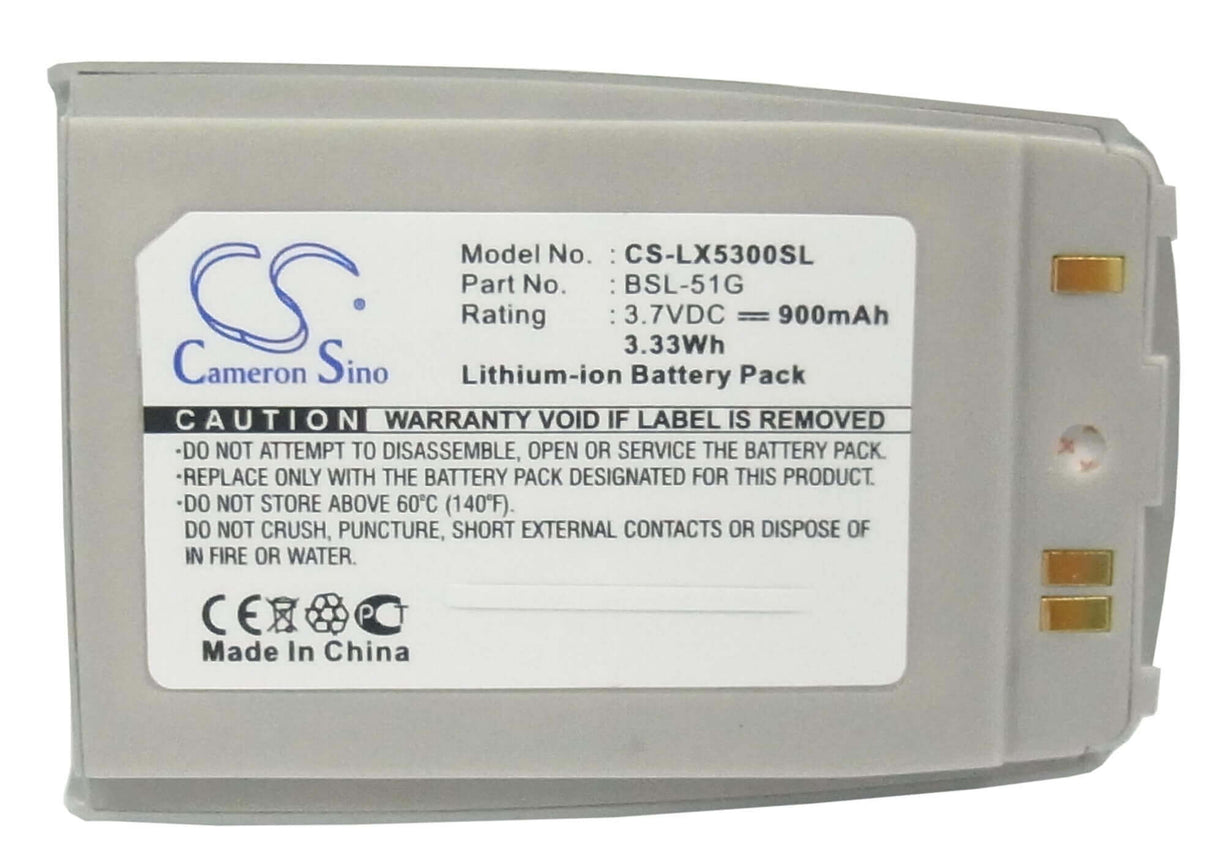 CS
Cameron Sino
Model No. : CS-LX5300SL
Part No. : BSL-51G
Rating : 3.7VDC ⎓ 900mAh
3.33Wh
Lithium-ion Battery Pack
CAUTION WARRANTY VOID IF LABEL IS REMOVED
·DO NOT ATTEMPT TO DISASSEMBLE, OPEN OR SERVICE THE BATTERY PACK.
·REPLACE ONLY WITH THE BATTERY PACK DESIGNATED FOR THIS PRODUCT.
·DO NOT STORE ABOVE 60°C (140°F).
DO NOT CRUSH, PUNCTURE, SHORT EXTERNAL CONTACTS OR DISPOSE OF
IN FIRE OR WATER.
CE PCT
Made In China